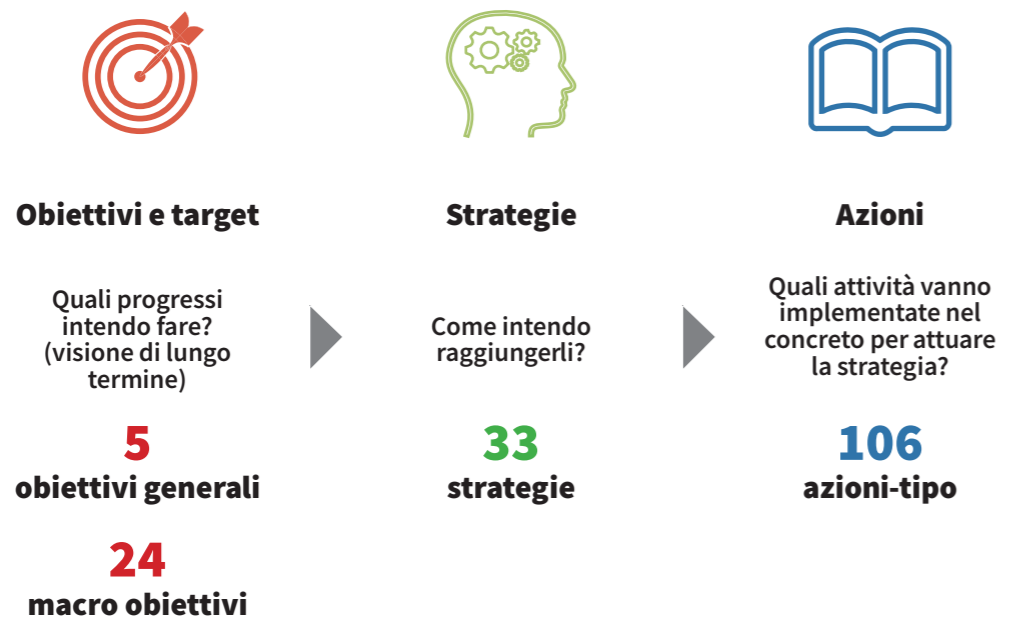 Obiettivi e target
Quali progressi
intendo fare?
(visione di lungo
termine)
5
obiettivi generali
24
macro obiettivi
Strategie
Come intendo
raggiungerli?
33
strategie
Azioni
Quali attività vanno
implementate nel
concreto per attuare
la strategia?
106
azioni-tipo